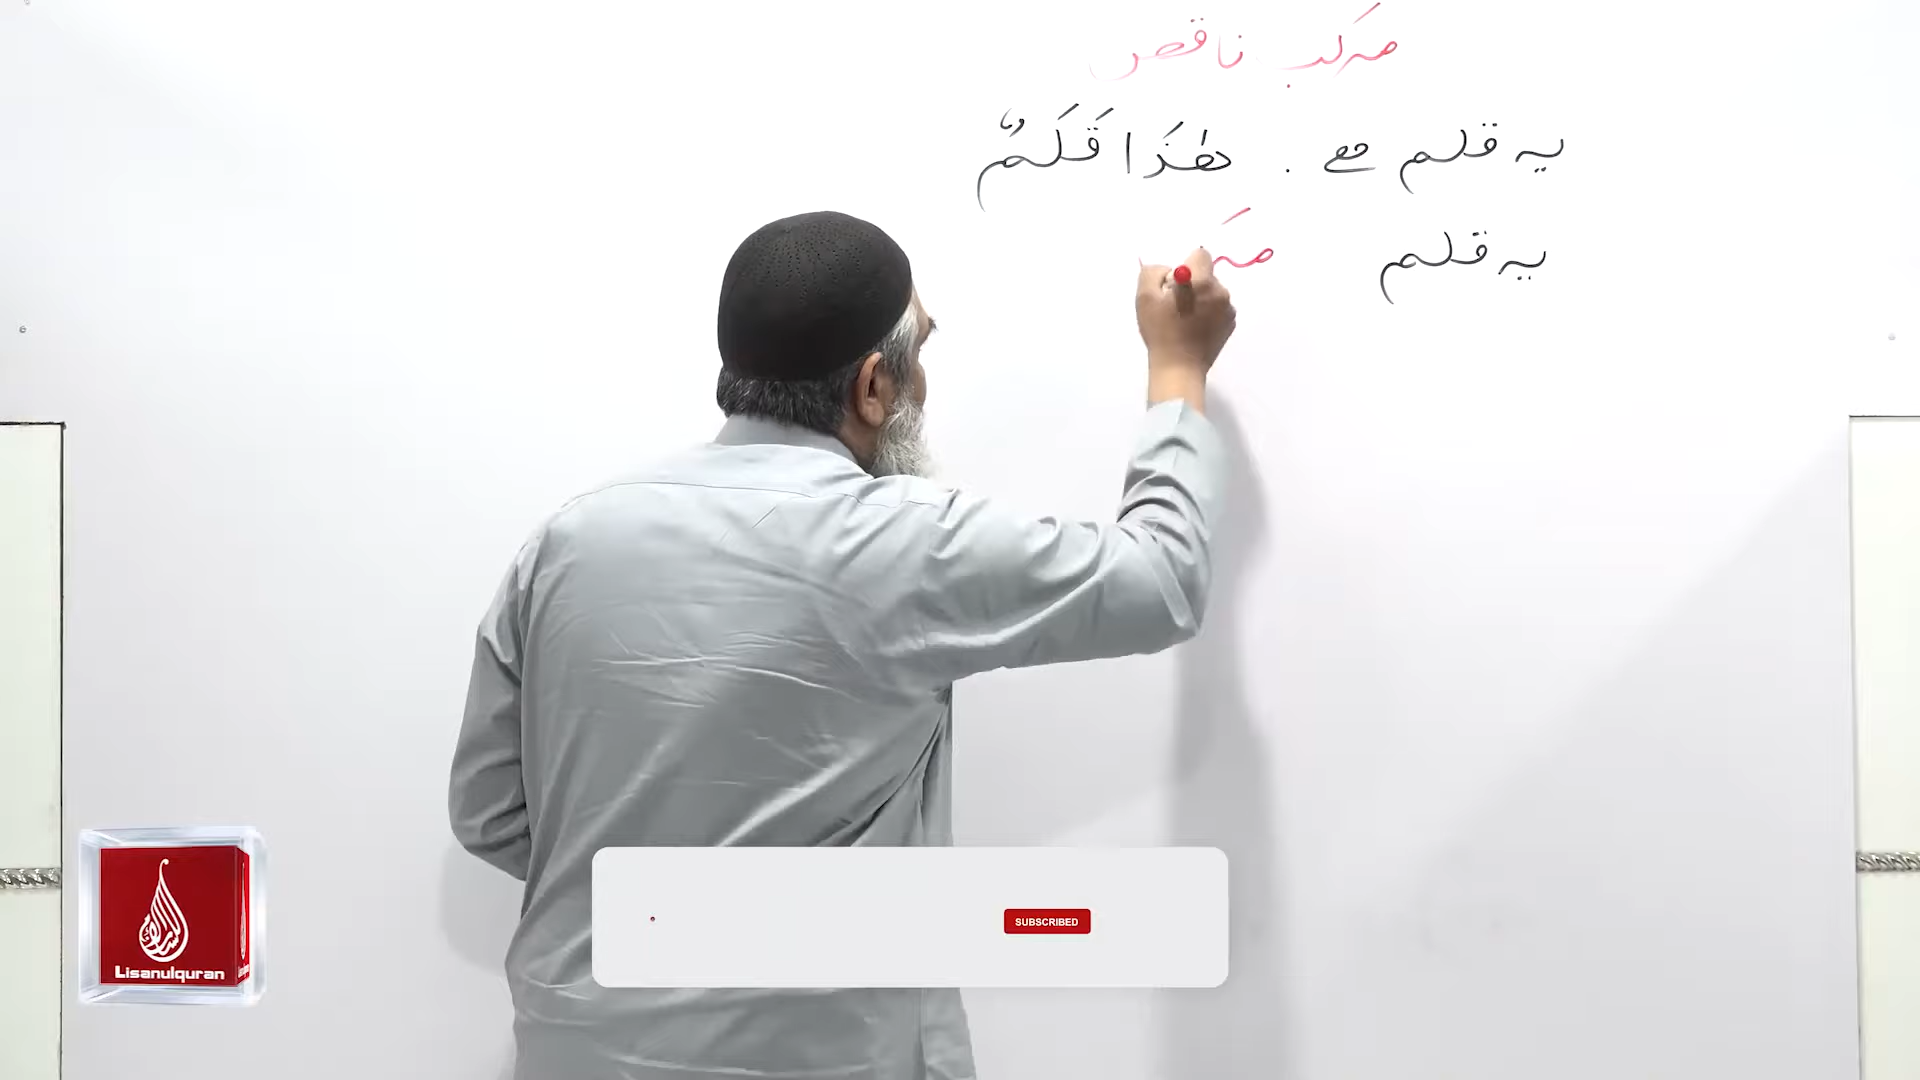 مرکب ناقص
یہ قلم ہے . ھٰذَا قَلَمٌ
یہ قلم مَر
Lisanulquran
SUBSCRIBED